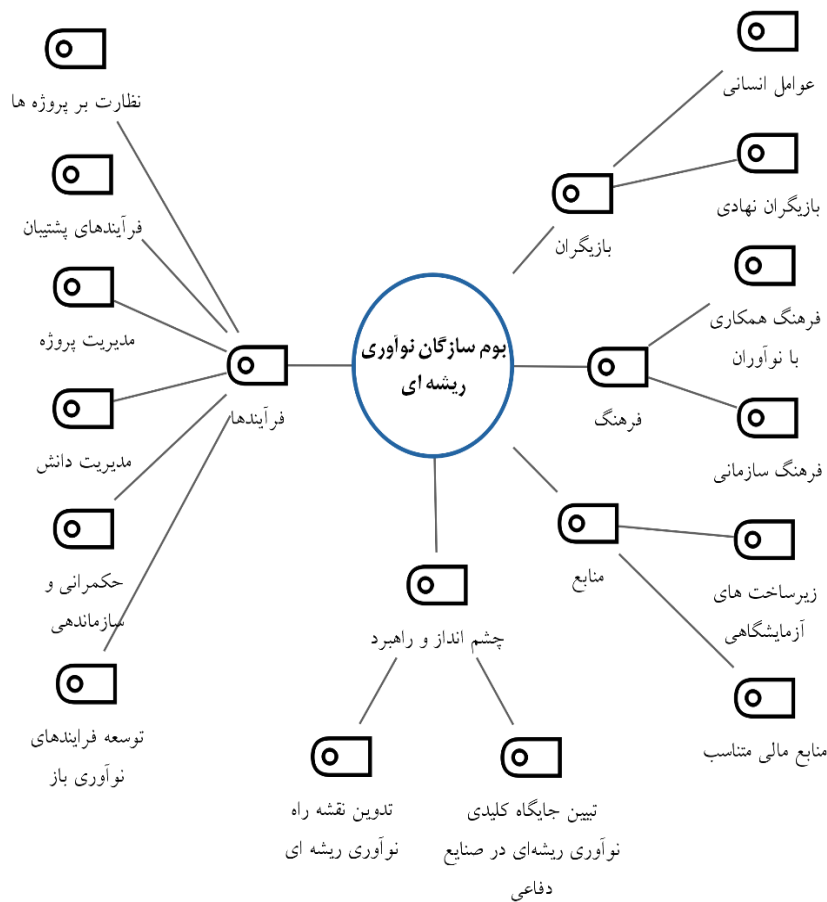 نظارت بر پروژه ها
فرآیندهای پشتیبان
مدیریت پروژه
مدیریت دانش
حکمرانی و
سازماندهی
توسعه فرایندهای
نوآوری باز
فرآیندها
بوم سازگان نوآوری
ریشه ای
عوامل انسانی
بازیگران نهادی
بازیگران
فرهنگ همکاری
با نوآوران
فرهنگ سازمانی
فرهنگ
زیرساخت های
آزمایشگاهی
منابع مالی متناسب
منابع
چشم انداز و راهبرد
تدوین نقشه راه
نوآوری ریشه ای
تبیین جایگاه کلیدی
نوآوری ریشه‌ای در صنایع
دفاعی